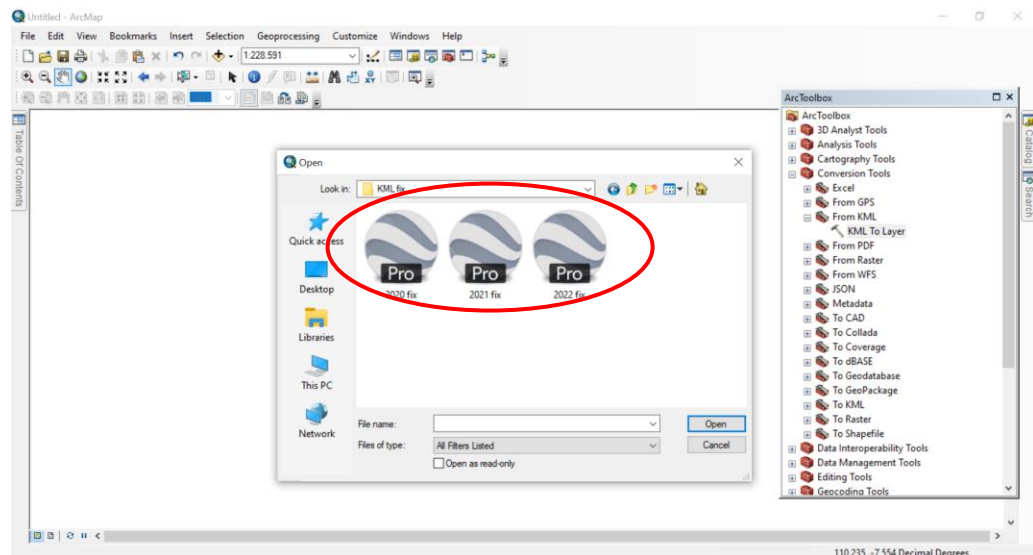 Untitled - ArcMap
File Edit View Bookmarks Insert Selection Geoprocessing Customize Windows Help
1:228.591
ArcToolbox
ArcToolbox
3D Analyst Tools
Analysis Tools
Cartography Tools
Conversion Tools
Excel
From GPS
From KML
KML To Layer
From PDF
From Raster
From WFS
JSON
Metadata
To CAD
To Collada
To Coverage
To dBASE
To Geodatabase
To GeoPackage
To KML
To Raster
To Shapefile
Data Interoperability Tools
Data Management Tools
Editing Tools
Geocoding Tools
Table Of Contents
Catalog
Search
Open
Look in: KML fix
Quick access
Desktop
Libraries
This PC
Network
Pro Pro Pro
2020 fix 2021 fix 2022 fix
File name: Open
Files of type: All Filters Listed Cancel
Open as read-only
110,235 -7,554 Decimal Degrees